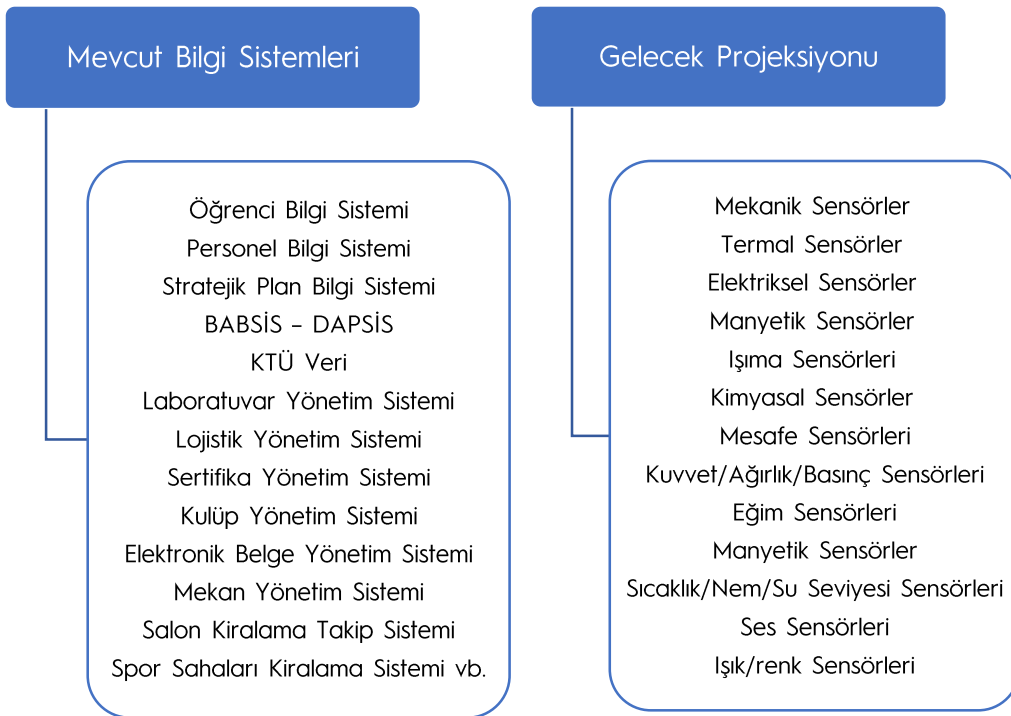 Mevcut Bilgi Sistemleri
Öğrenci Bilgi Sistemi
Personel Bilgi Sistemi
Stratejik Plan Bilgi Sistemi
BABSİS – DAPSİS
KTÜ Veri
Laboratuvar Yönetim Sistemi
Lojistik Yönetim Sistemi
Sertifika Yönetim Sistemi
Kulüp Yönetim Sistemi
Elektronik Belge Yönetim Sistemi
Mekan Yönetim Sistemi
Salon Kiralama Takip Sistemi
Spor Sahaları Kiralama Sistemi vb.
Gelecek Projeksiyonu
Mekanik Sensörler
Termal Sensörler
Elektriksel Sensörler
Manyetik Sensörler
Işıma Sensörleri
Kimyasal Sensörler
Mesafe Sensörleri
Kuvvet/Ağırlık/Basınç Sensörleri
Eğim Sensörleri
Manyetik Sensörler
Sıcaklık/Nem/Su Seviyesi Sensörleri
Ses Sensörleri
Işık/renk Sensörleri